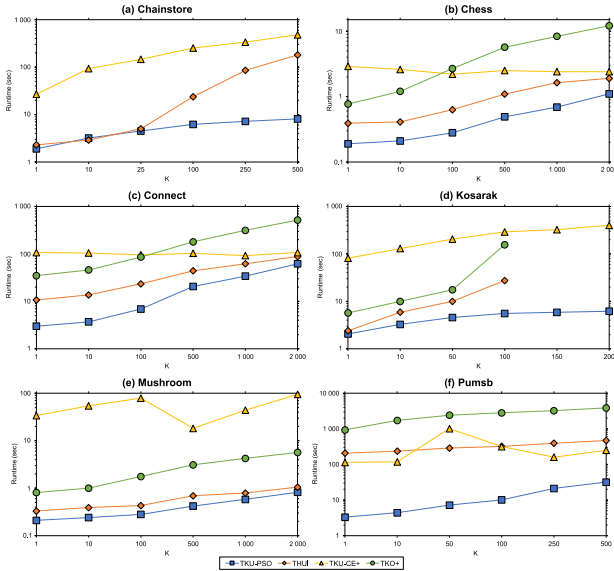 (a) Chainstore
1 000
100
10
1
Runtime (sec)
1 10 25 100 250 500
K
(b) Chess
10
1
0,1
Runtime (sec)
1 10 100 500 1 000 2 000
K
(c) Connect
1 000
100
10
1
Runtime (sec)
1 10 100 500 1 000 2 000
K
(d) Kosarak
1 000
100
10
1
Runtime (sec)
1 10 50 100 150 200
K
(e) Mushroom
100
10
1
0,1
Runtime (sec)
1 10 100 500 1 000 2 000
K
(f) Pumsb
10 000
1 000
100
10
1
Runtime (sec)
1 10 50 100 250 500
K
TKU-PSO THUI TKU-CE+ TKO+